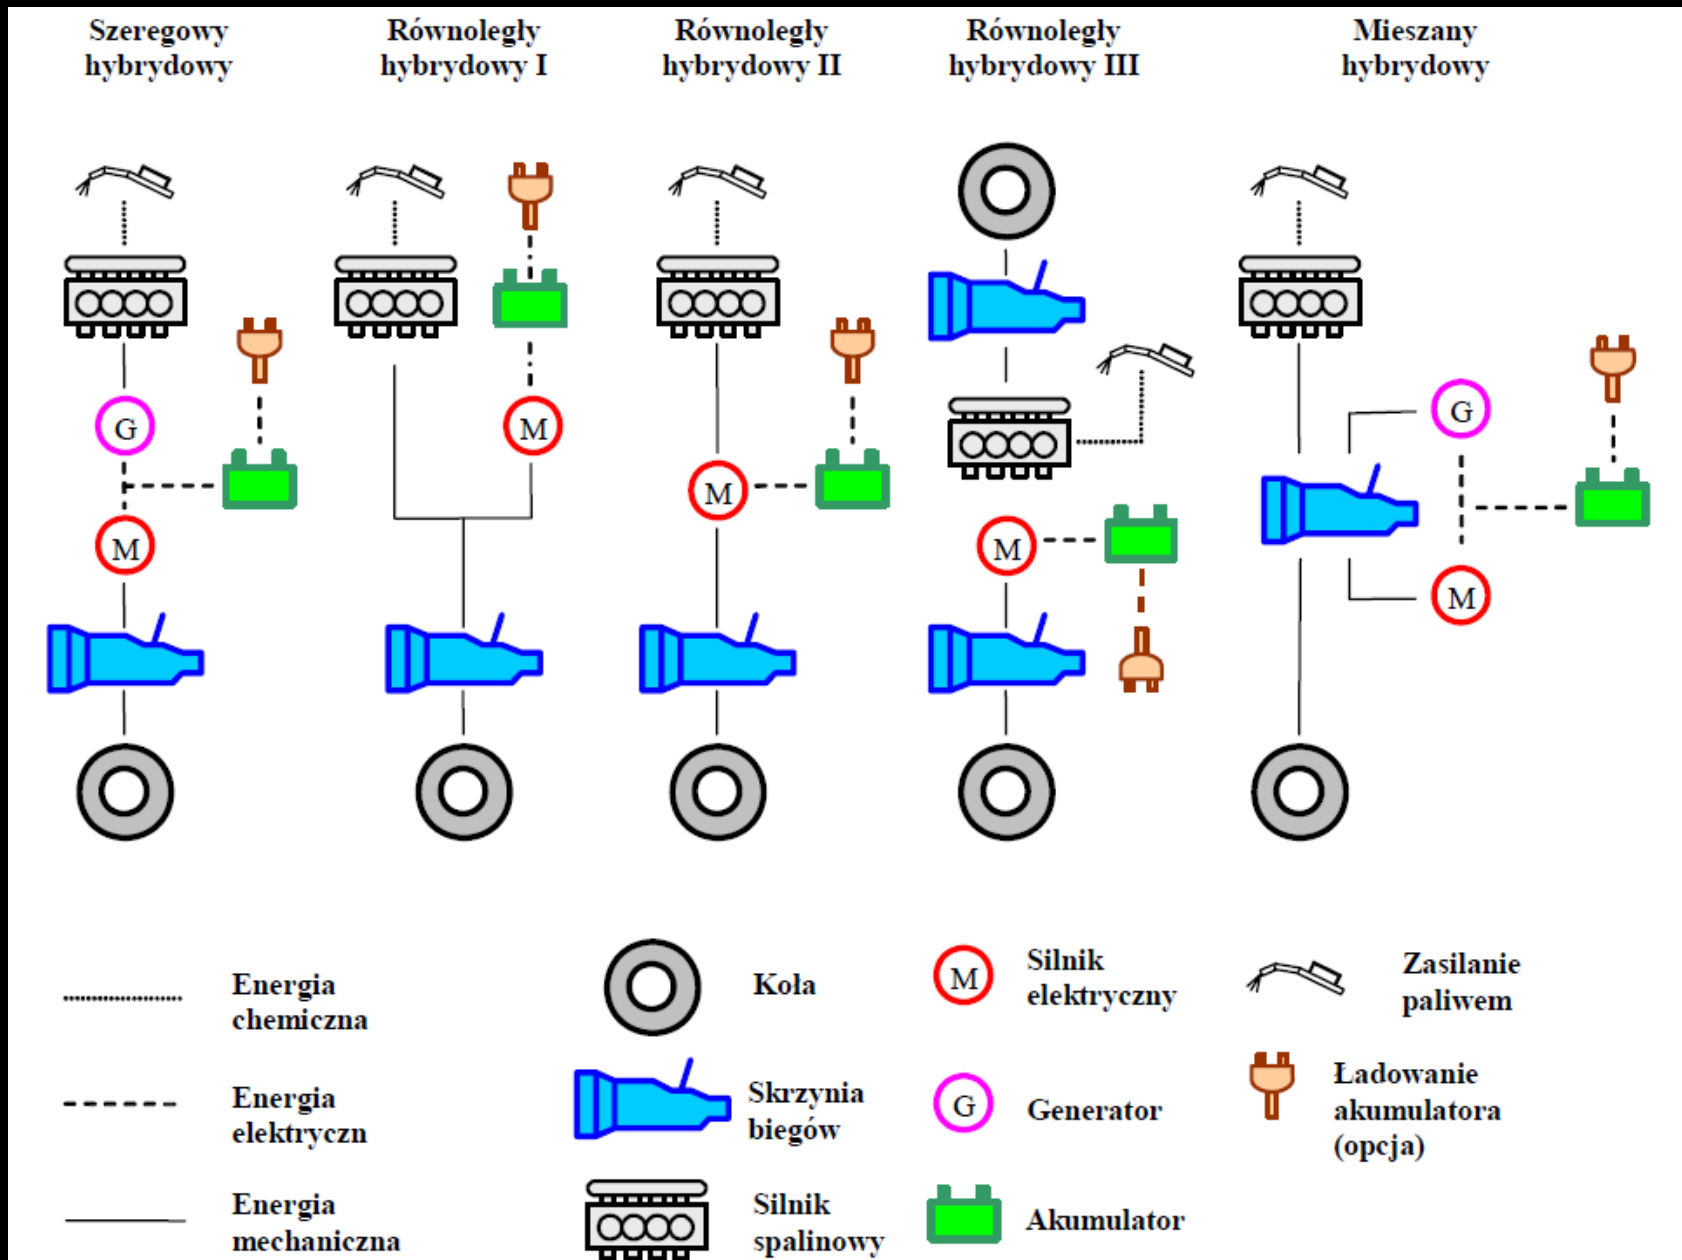 Szeregowy
hybrydowy
Równoległy
hybrydowy I
Równoległy
hybrydowy II
Równoległy
hybrydowy III
Mieszany
hybrydowy
G
M
M
M
M
G
M
Energia
chemiczna
Energia
elektryczn
Energia
mechaniczna
Koła
Skrzynia
biegów
Silnik
spalinowy
M
Silnik
elektryczny
G
Generator
Akumulator
Zasilanie
paliwem
Ładowanie
akumulatora
(opcja)